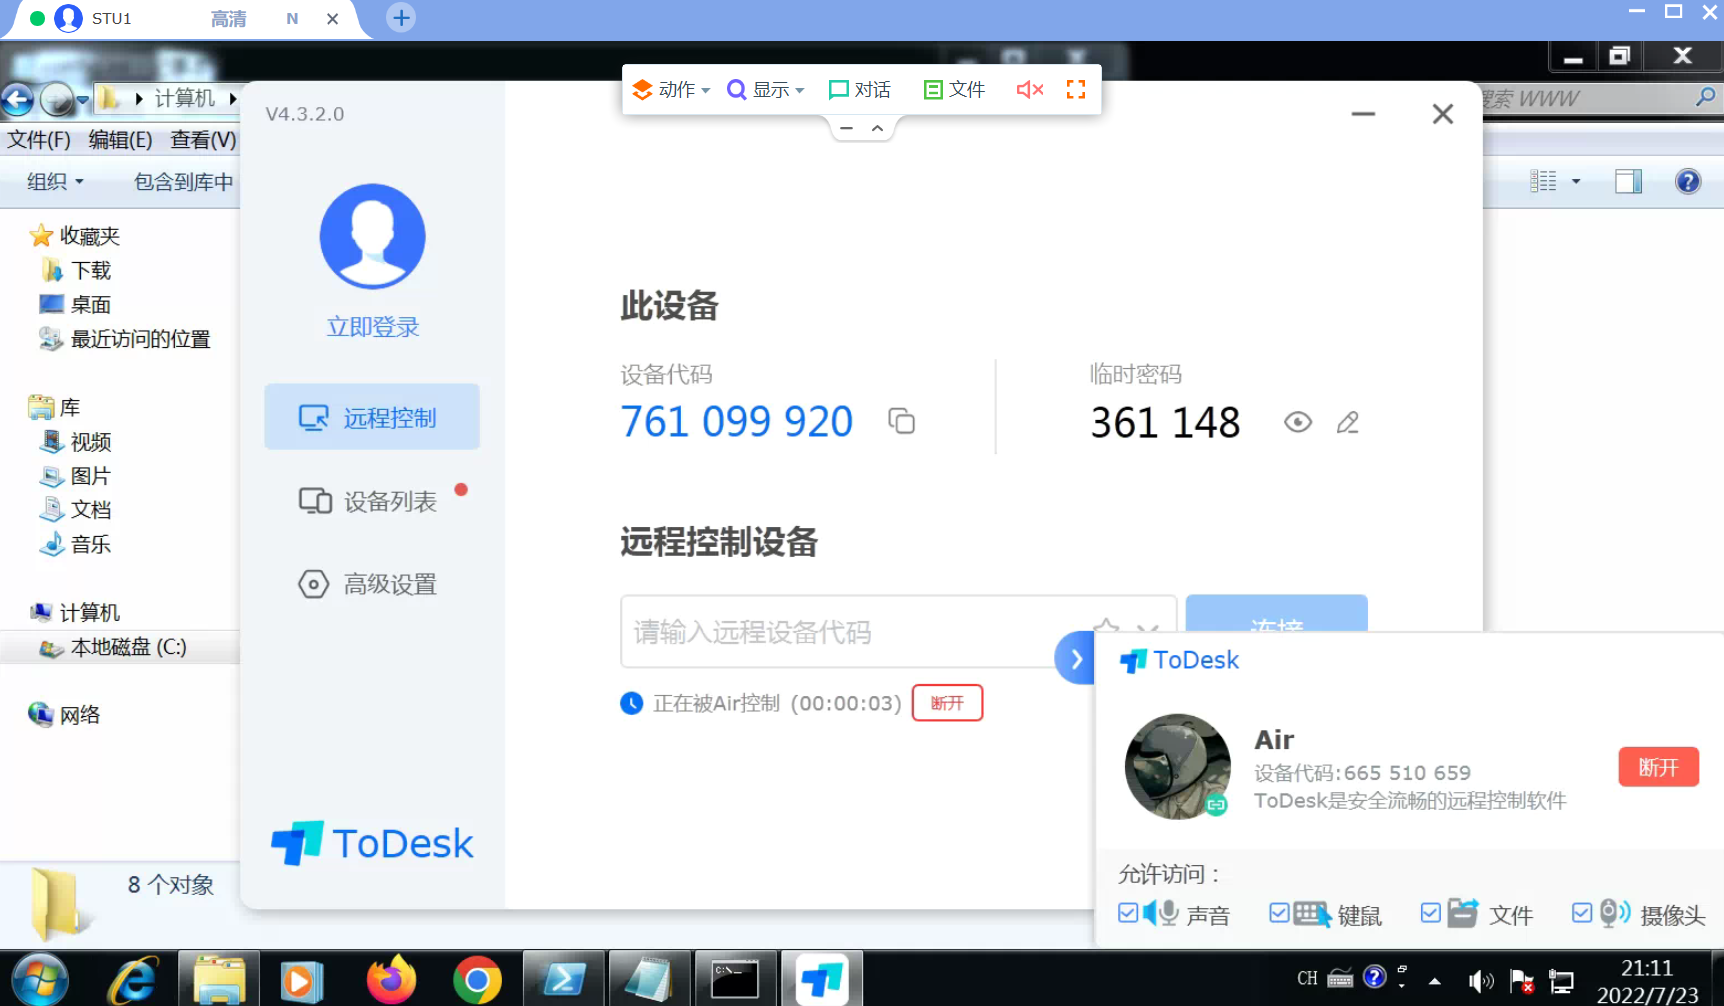 STU1 高清 N
动作 显示 对话 文件
计算机
搜索 WWW
文件(F) 编辑(E) 查看(V)
组织 包含到库中
收藏夹
下载
桌面
最近访问的位置
库
视频
图片
文档
音乐
计算机
本地磁盘 (C:)
网络
8 个对象
V4.3.2.0
立即登录
远程控制
设备列表
高级设置
ToDesk
此设备
设备代码
761 099 920
临时密码
361 148
远程控制设备
请输入远程设备代码
连接
正在被Air控制 (00:00:03) 断开
ToDesk
Air
设备代码:665 510 659
ToDesk是安全流畅的远程控制软件
断开
允许访问：
声音 键鼠 文件 摄像头
C:\_
CH
21:11
2022/7/23